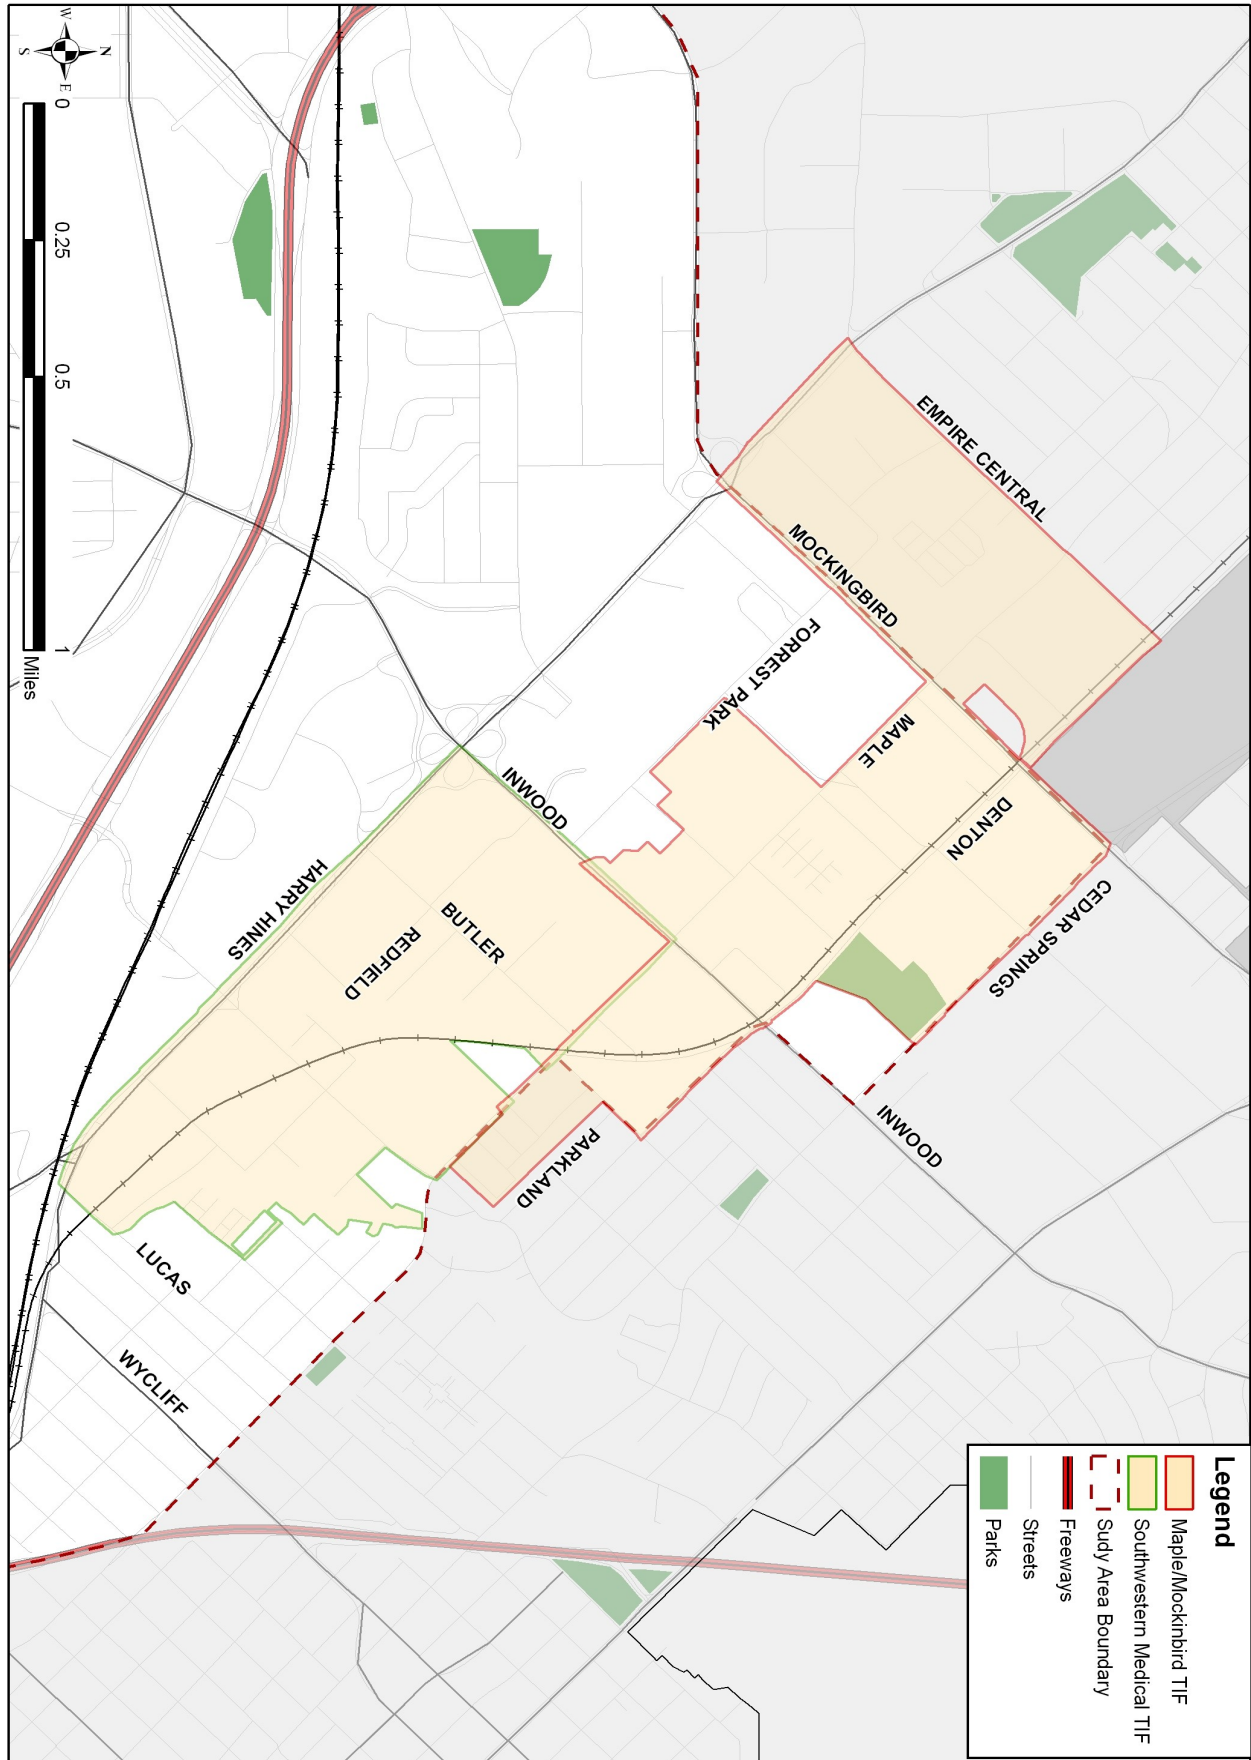 Legend
Maple/Mockinbird TIF
Southwestern Medical TIF
Sudy Area Boundary
Freeways
Streets
Parks
EMPIRE CENTRAL
MOCKINGBIRD
FORREST PARK
MAPLE
DENTON
CEDAR SPRINGS
INWOOD
INWOOD
HARRY HINES
BUTLER
REDFIELD
PARKLAND
LUCAS
WYCLIFF
N
W
E
S
0 0.25 0.5 1
Miles